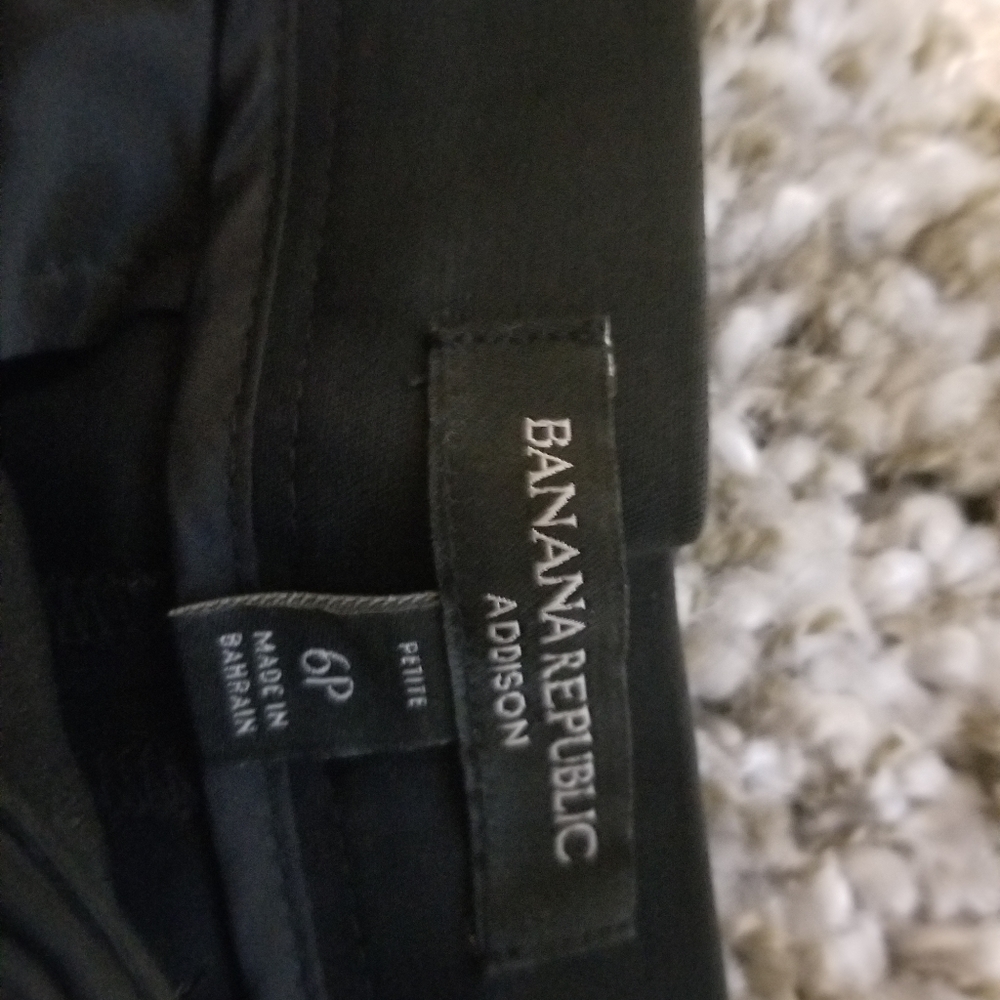 BANANA REPUBLIC
ADDISON
PETITE
6P
MADE IN
BAHRAIN